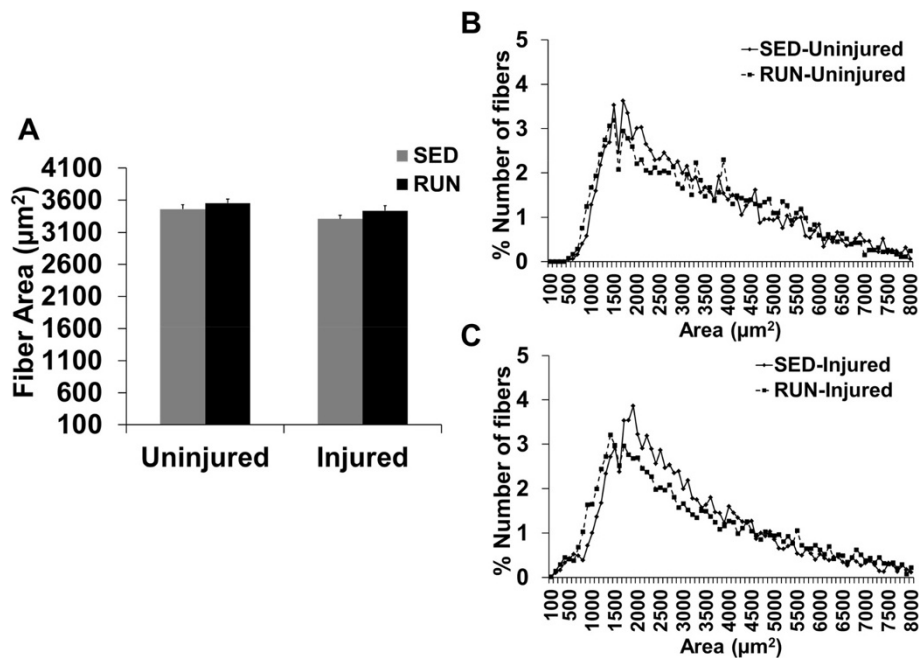 A
SED
RUN
Fiber Area (µm²)
4100
3600
3100
2600
2100
1600
1100
600
100
Uninjured Injured
B
SED-Uninjured
RUN-Uninjured
% Number of fibers
5
4
3
2
1
0
100 500 1000 1500 2000 2500 3000 3500 4000 4500 5000 5500 6000 6500 7000 7500 8000
Area (µm²)
C
SED-Injured
RUN-Injured
% Number of fibers
5
4
3
2
1
0
100 500 1000 1500 2000 2500 3000 3500 4000 4500 5000 5500 6000 6500 7000 7500 8000
Area (µm²)